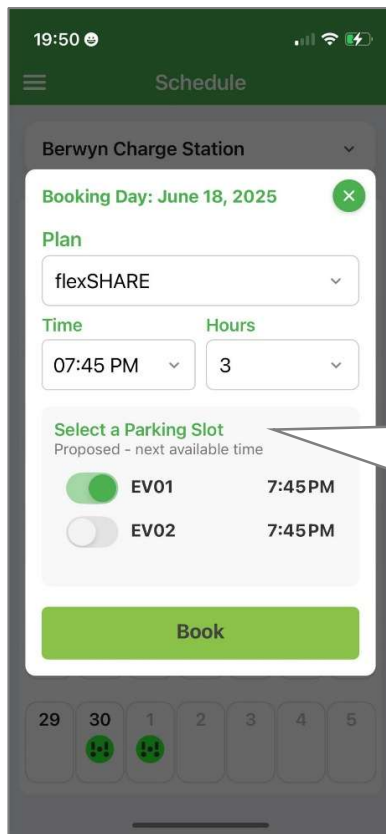 19:50
Schedule
Berwyn Charge Station
Booking Day: June 18, 2025
Plan
flexSHARE
Time Hours
07:45 PM 3
Select a Parking Slot
Proposed - next available time
EV01 7:45PM
EV02 7:45PM
Book
29 30 1 2 3 4 5